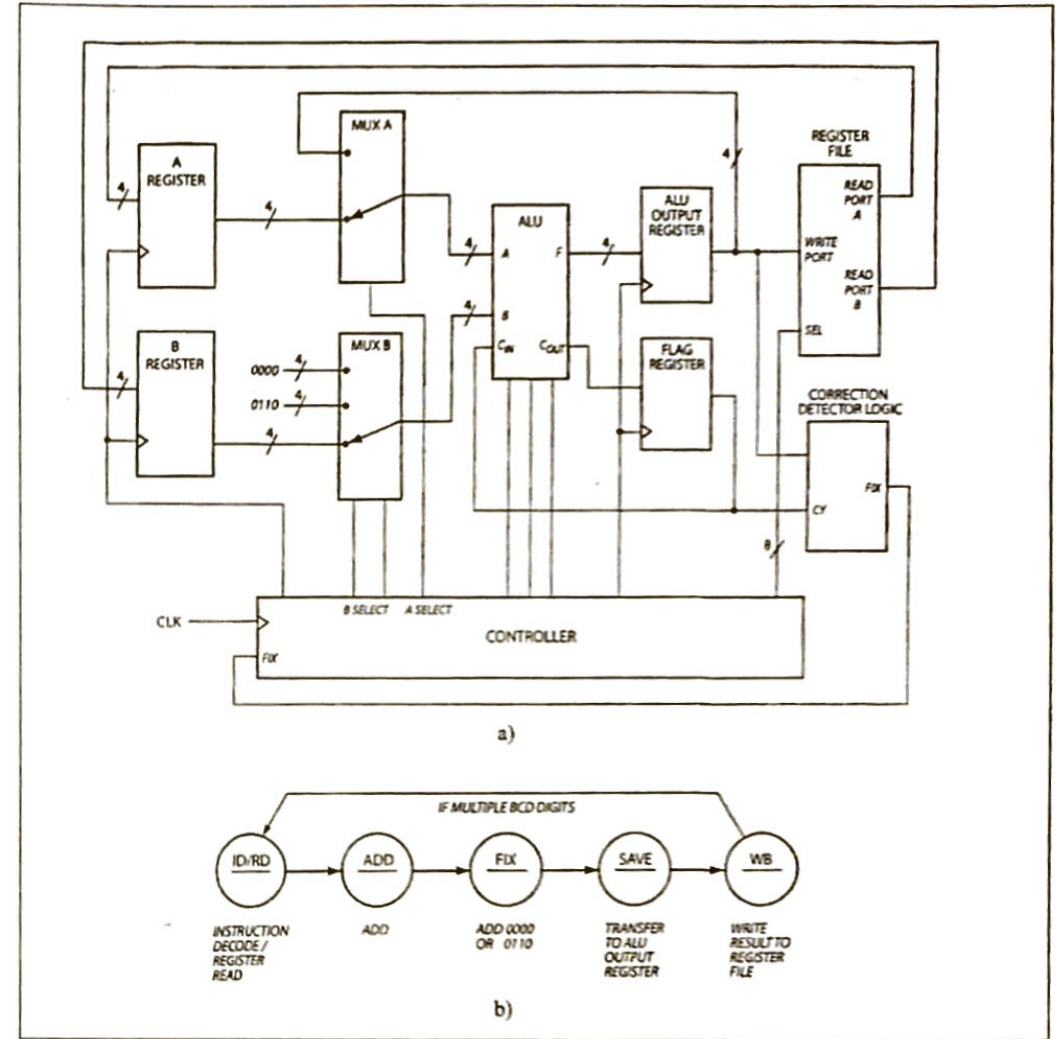 MUX A
REGISTER
FILE
A
REGISTER
4
4
4
READ
PORT
A
ALU
OUTPUT
REGISTER
ALU
4
A
F
4
WRITE
PORT
READ
PORT
B
4
B
SEL
B
REGISTER
MUX B
CIN
COUT
FLAG
REGISTER
4
0000
4
0110
4
4
CORRECTION
DETECTOR LOGIC
FIX
CY
8
B SELECT
A SELECT
CLK
CONTROLLER
FIX
a)
IF MULTIPLE BCD DIGITS
ID/RD
ADD
FIX
SAVE
WB
INSTRUCTION
DECODE /
REGISTER
READ
ADD
ADD 0000
OR 0110
TRANSFER
TO ALU
OUTPUT
REGISTER
WRITE
RESULT TO
REGISTER
FILE
b)